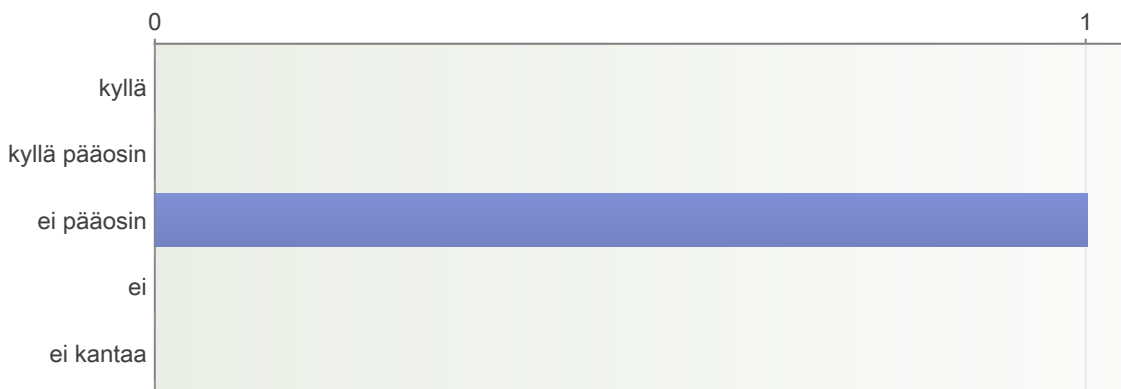 0 1
kyllä
kyllä pääosin
ei pääosin
ei
ei kantaa